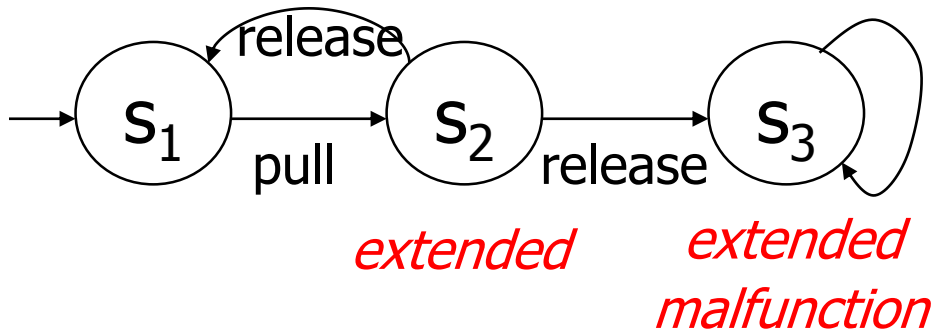 release
s₁ s₂ s₃
pull release
extended extended
malfunction